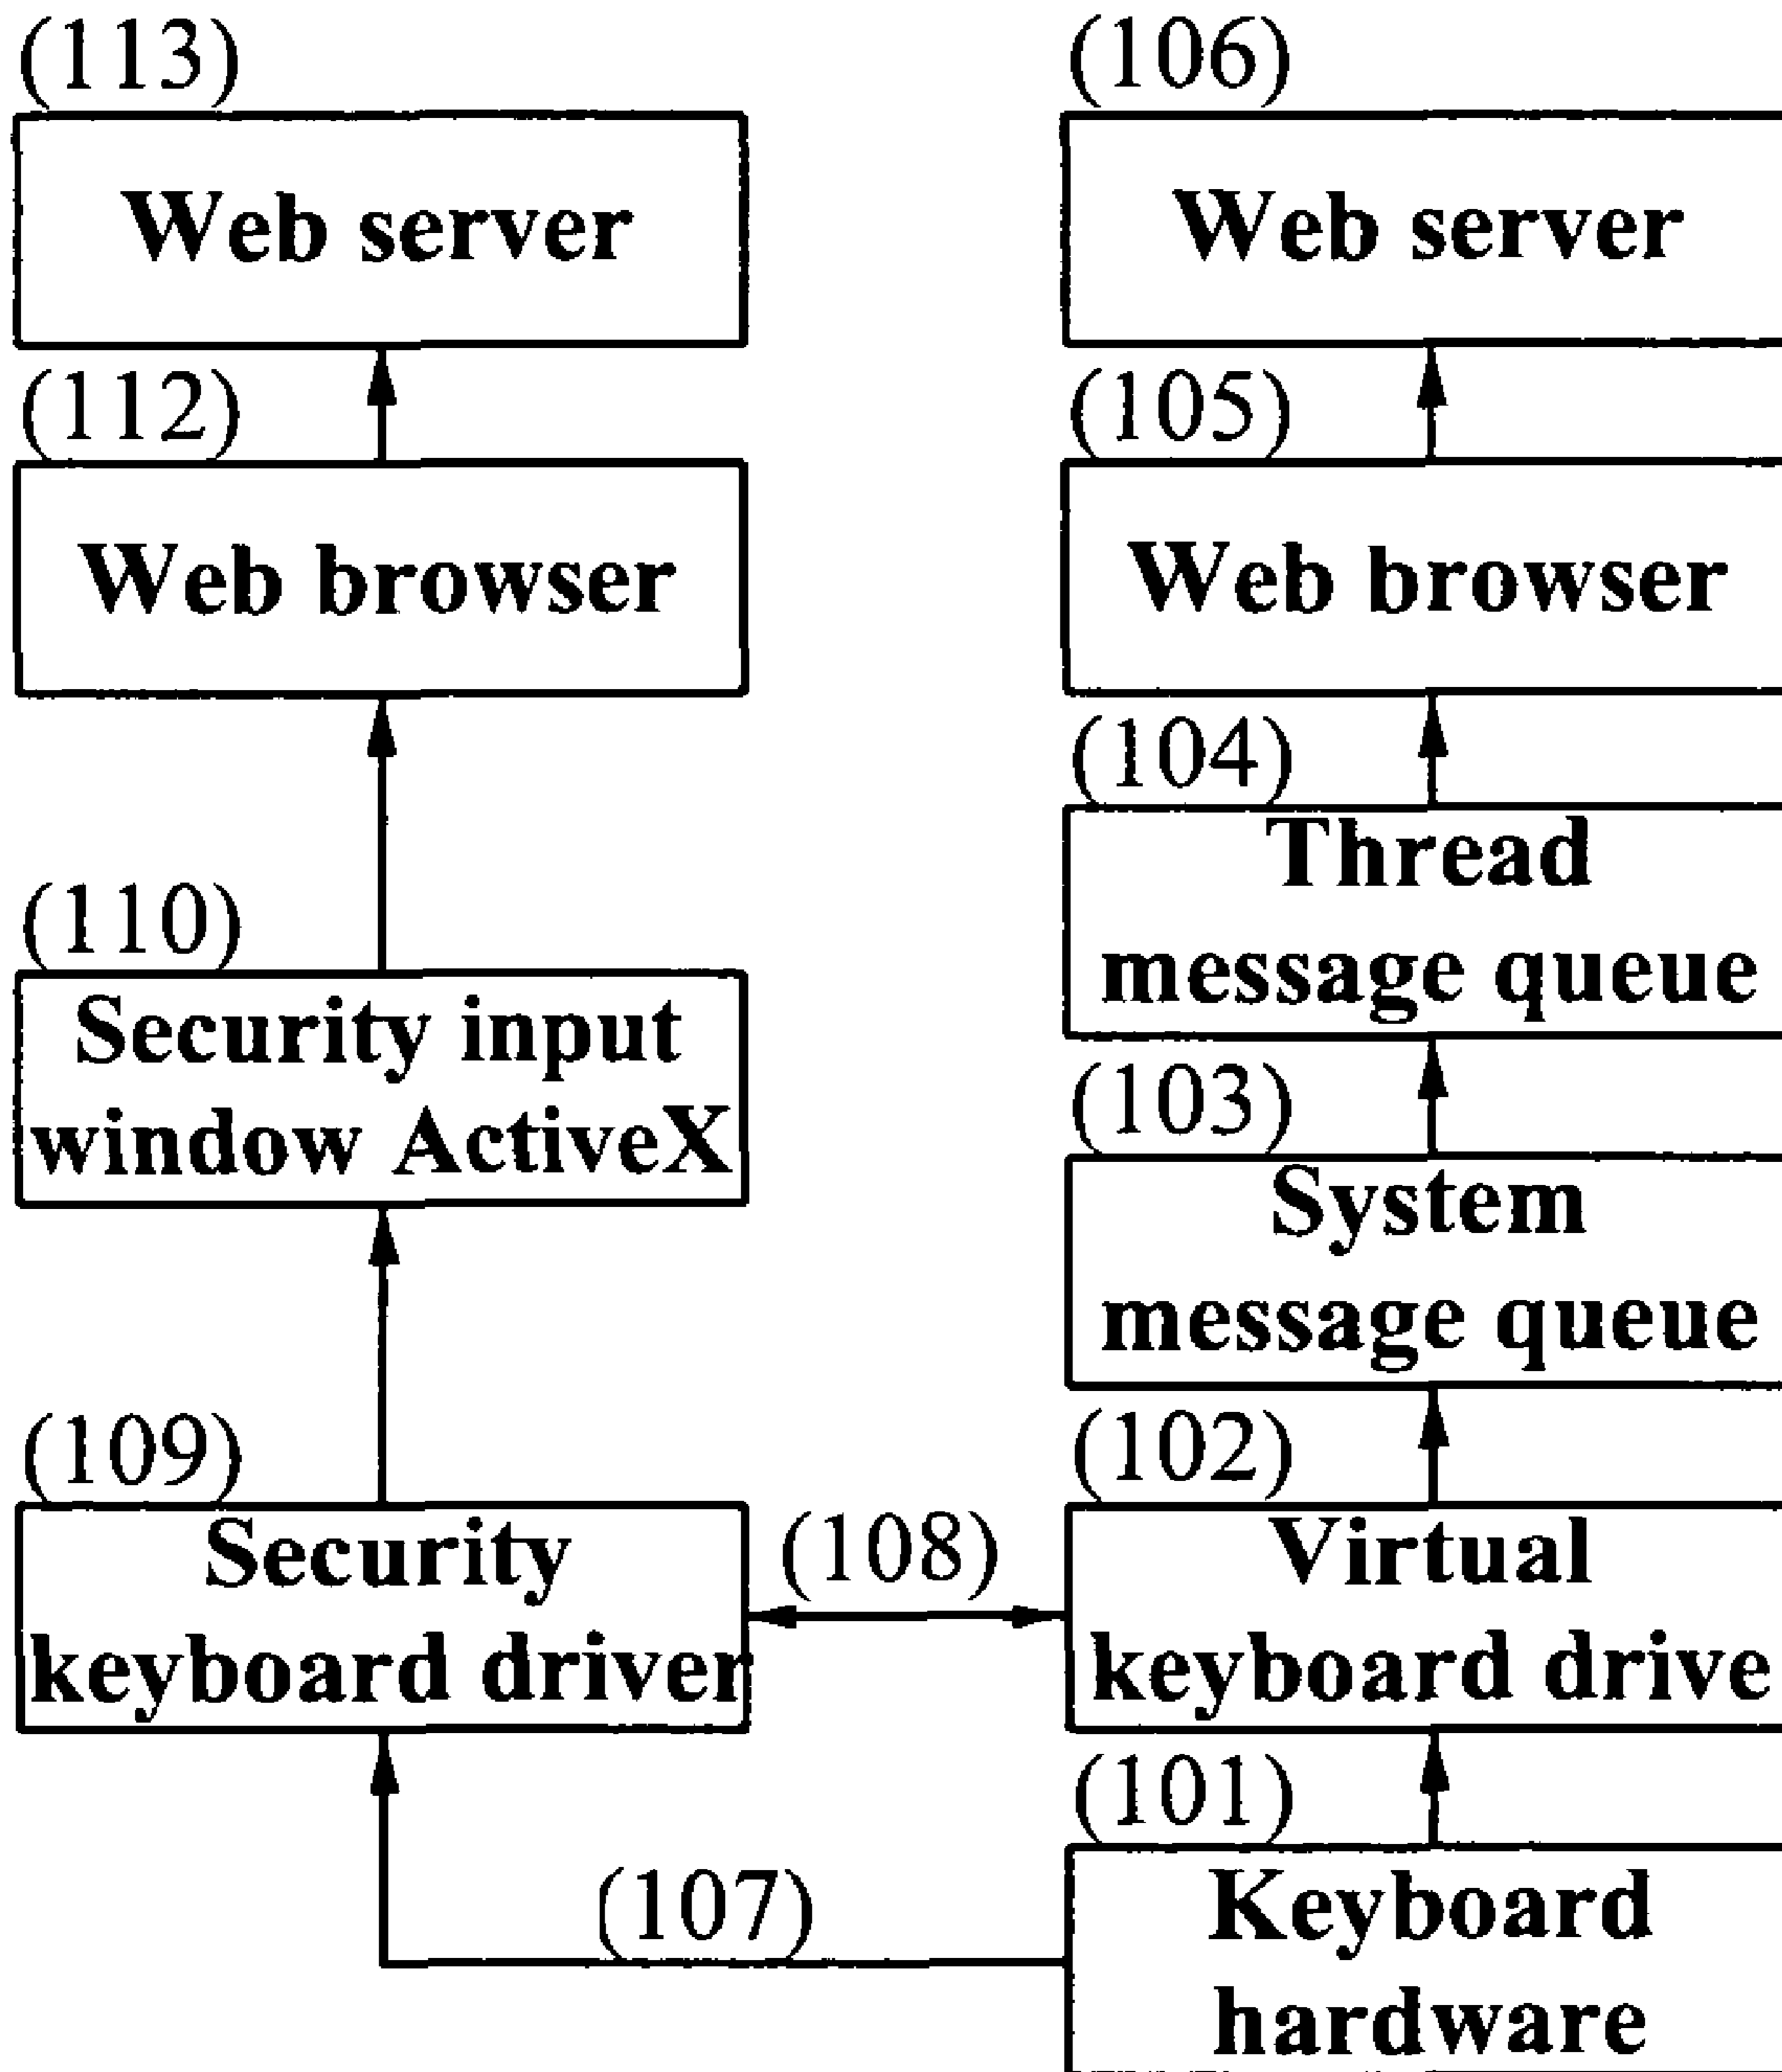 (113)
Web server
(112)
Web browser
(110)
Security input
window ActiveX
(109)
Security
keyboard driver
(108)
(107)
(106)
Web server
(105)
Web browser
(104)
Thread
message queue
(103)
System
message queue
(102)
Virtual
keyboard drive
(101)
Keyboard
hardware